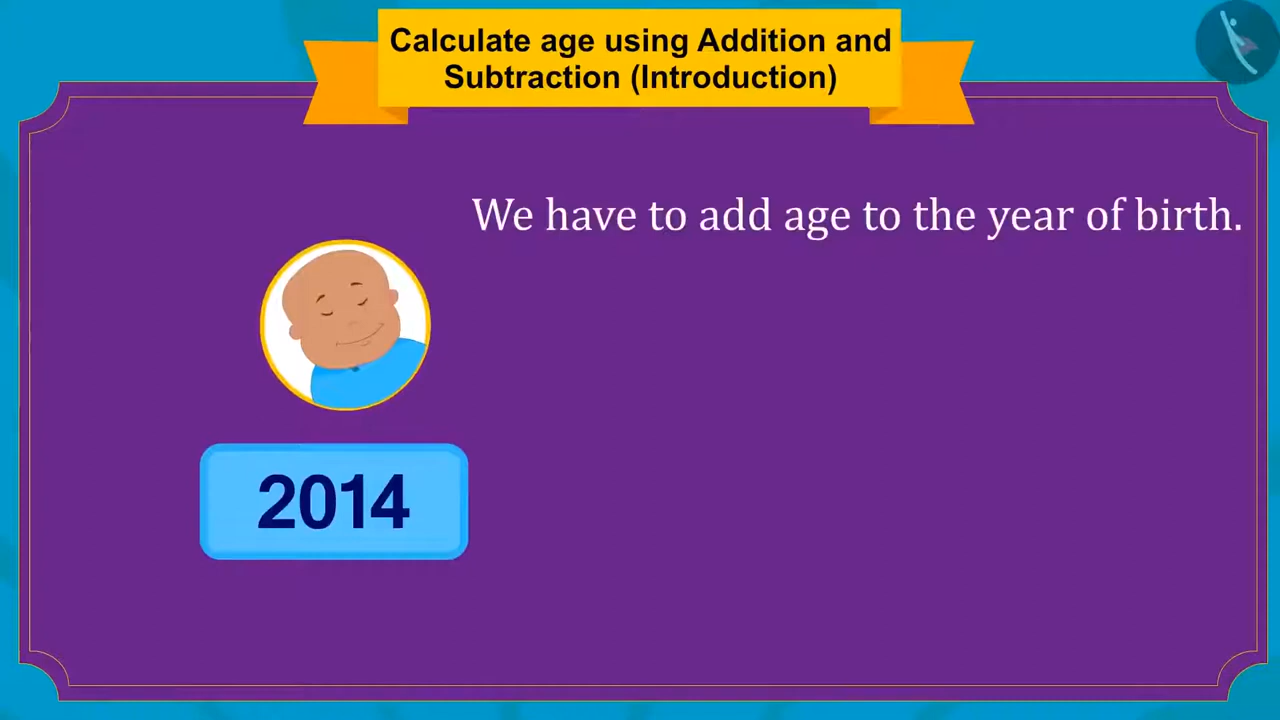 Calculate age using Addition and
Subtraction (Introduction)
We have to add age to the year of birth.
2014